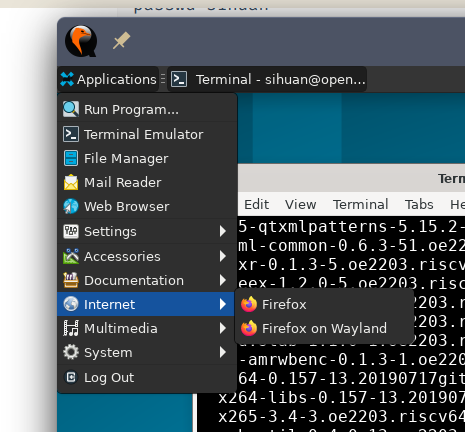 passwd sihuan
Applications
Terminal - sihuan@open...
Run Program...
Terminal Emulator
File Manager
Mail Reader
Web Browser
Settings
Accessories
Documentation
Internet
Multimedia
System
Log Out
Firefox
Firefox on Wayland
Term
Edit View Terminal Tabs He
5-qtxmlpatterns-5.15.2-
ml-common-0.6.3-51.oe22
xr-0.1.3-5.oe2203.riscv
eex-1.2.0-5.oe2203.risc
2203.r
203.ri
-amrwbenc-0.1.3-1.oe220
64-0.157-13.20190717git
x264-libs-0.157-13.20190
x265-3.4-3.oe2203.riscv64